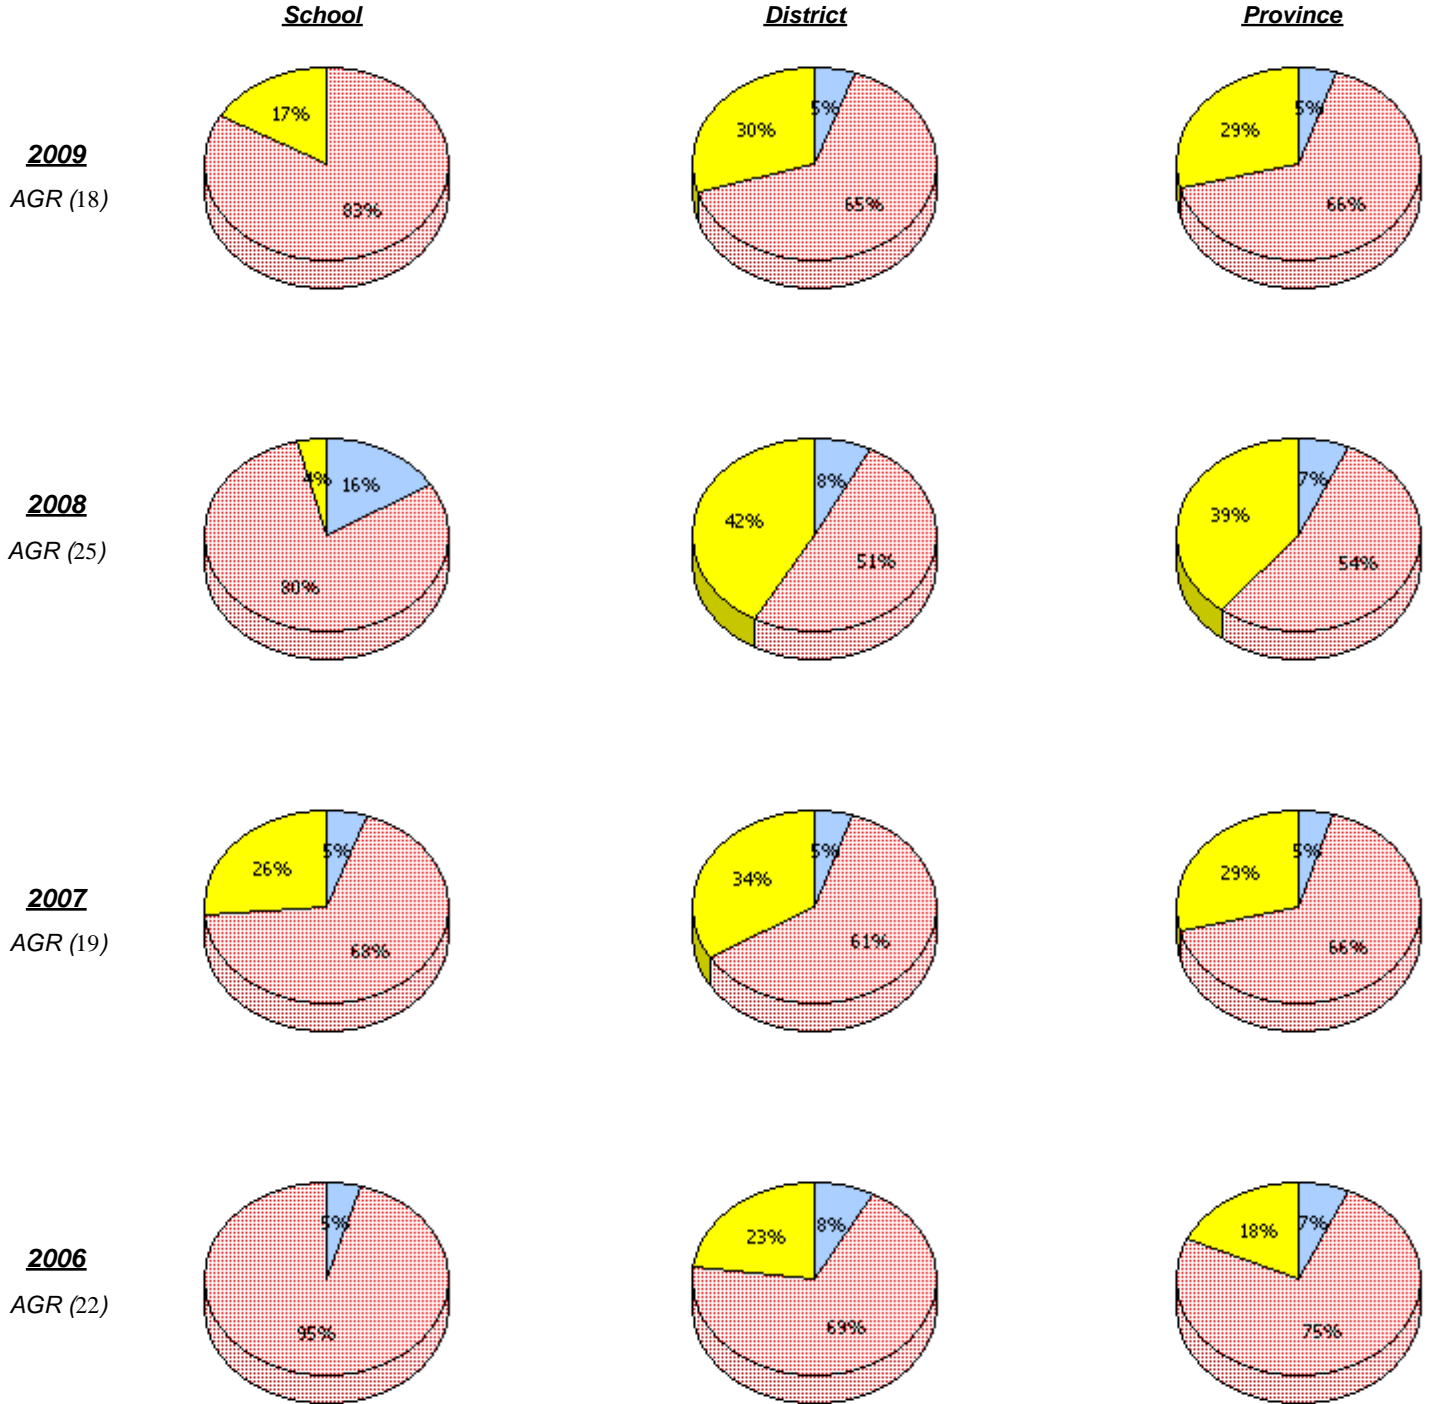 School District Province
17% 5% 5%
30% 29%
2009
AGR (18)
83% 65% 66%
4% 16% 8% 7%
2008
42% 39%
AGR (25)
80% 51% 54%
5% 5% 5%
26% 34% 29%
2007
AGR (19)
68% 61% 66%
5% 8% 7%
23% 18%
2006
AGR (22)
95% 69% 75%